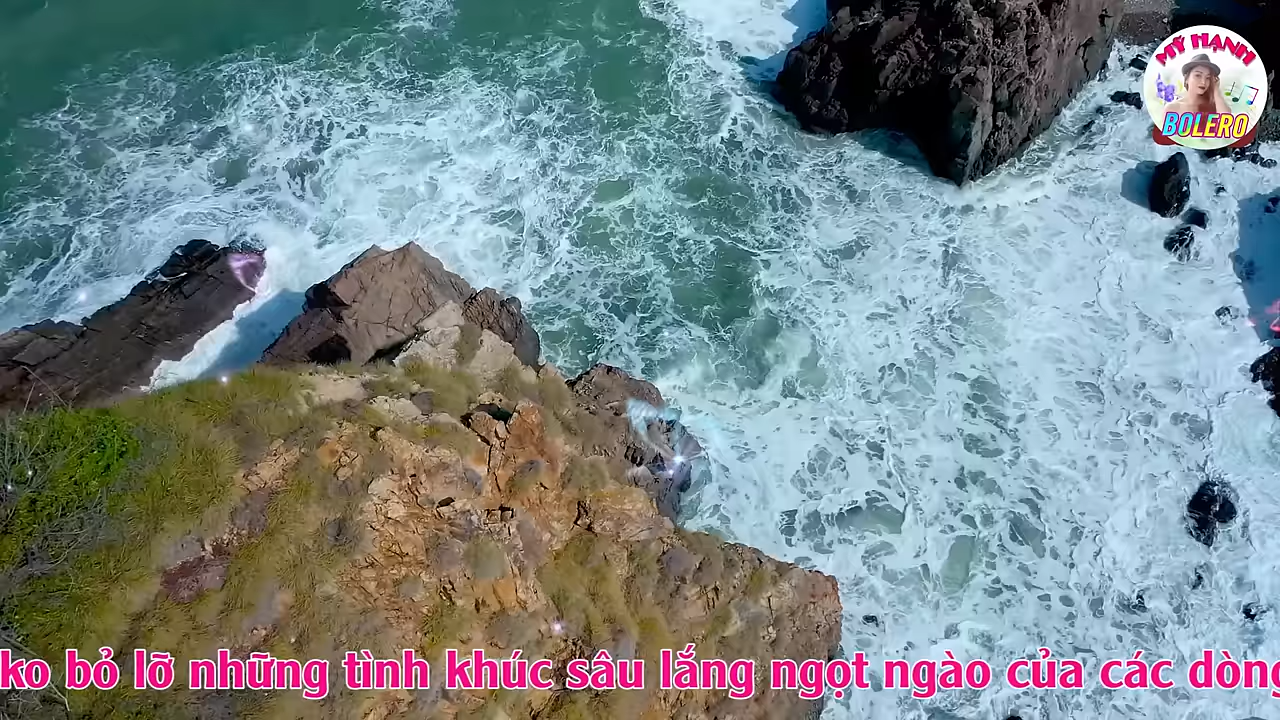 MỸ HẠNH
BOLERO
ko bỏ lỡ những tình khúc sâu lắng ngọt ngào của các dòng